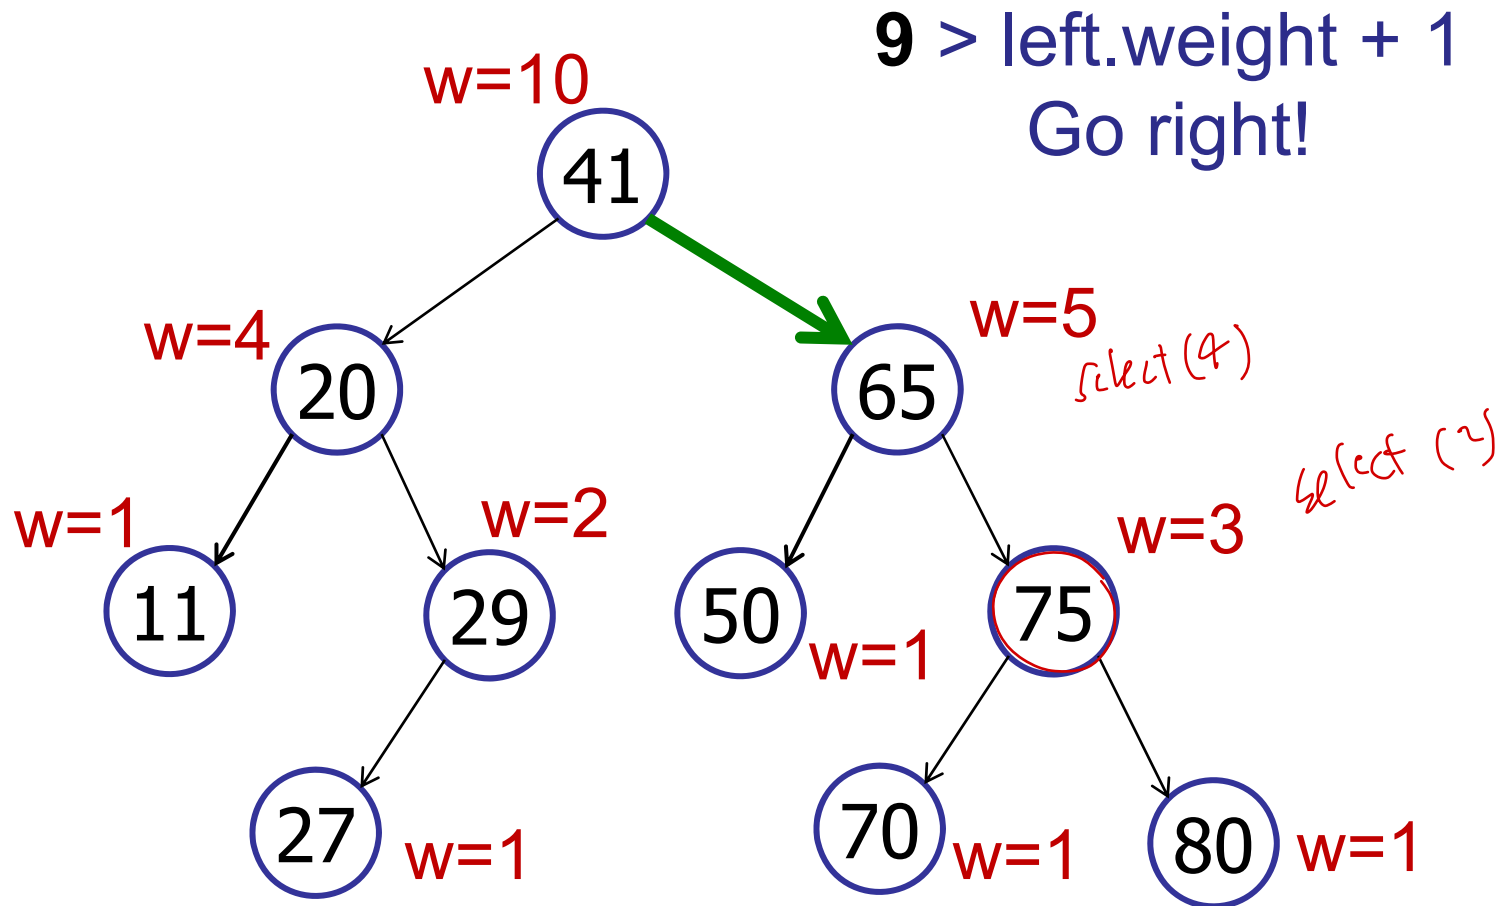 9 > left.weight + 1
Go right!
w=10
41
w=4
20
w=5
65
select(4)
select (2)
w=1
11
w=2
29
50
w=1
w=3
75
27
w=1
70
w=1
80
w=1